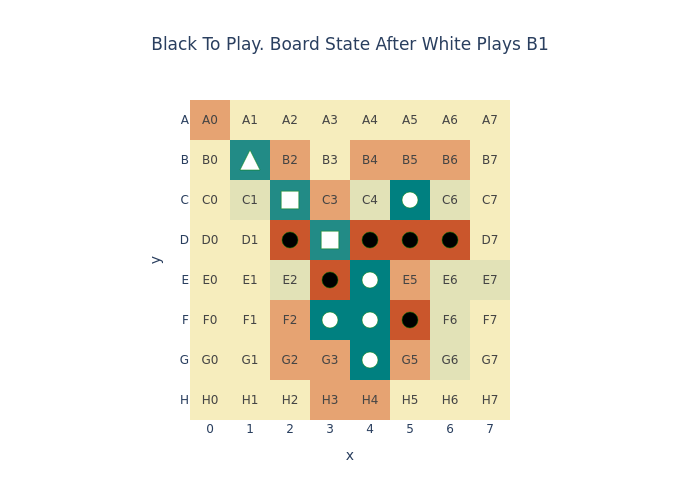 Black To Play. Board State After White Plays B1
A A0 A1 A2 A3 A4 A5 A6 A7
B B0 B2 B3 B4 B5 B6 B7
C C0 C1 C3 C4 C6 C7
D D0 D1 D7
E E0 E1 E2 E5 E6 E7
F F0 F1 F2 F6 F7
G G0 G1 G2 G3 G5 G6 G7
H H0 H1 H2 H3 H4 H5 H6 H7
0 1 2 3 4 5 6 7
x
y